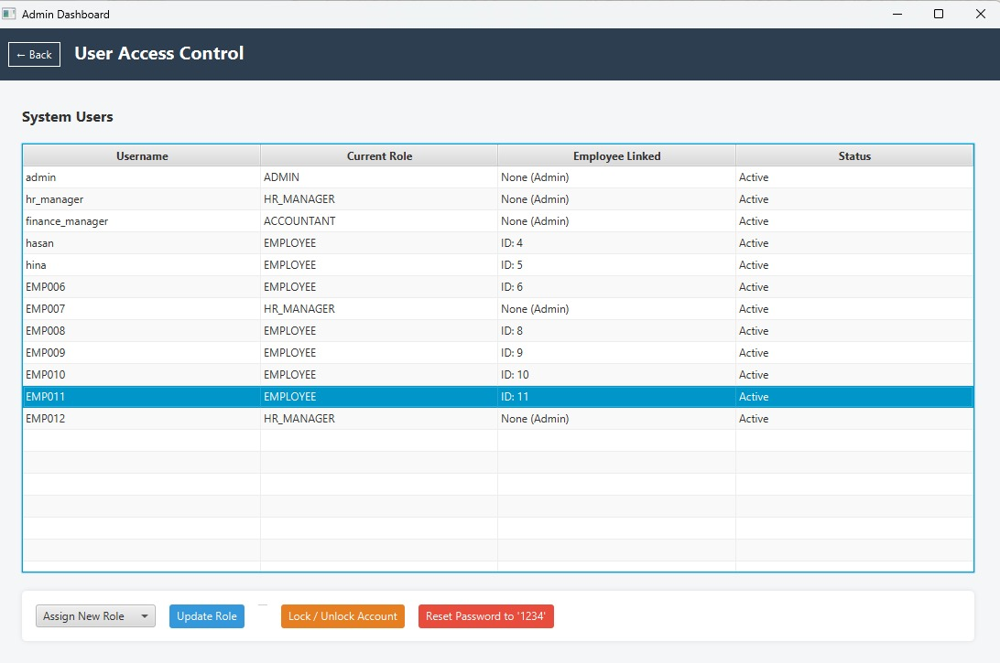 Admin Dashboard
← Back User Access Control
System Users
Username Current Role Employee Linked Status
admin ADMIN None (Admin) Active
hr_manager HR_MANAGER None (Admin) Active
finance_manager ACCOUNTANT None (Admin) Active
hasan EMPLOYEE ID: 4 Active
hina EMPLOYEE ID: 5 Active
EMP006 EMPLOYEE ID: 6 Active
EMP007 HR_MANAGER None (Admin) Active
EMP008 EMPLOYEE ID: 8 Active
EMP009 EMPLOYEE ID: 9 Active
EMP010 EMPLOYEE ID: 10 Active
EMP011 EMPLOYEE ID: 11 Active
EMP012 HR_MANAGER None (Admin) Active
Assign New Role Update Role Lock / Unlock Account Reset Password to '1234'